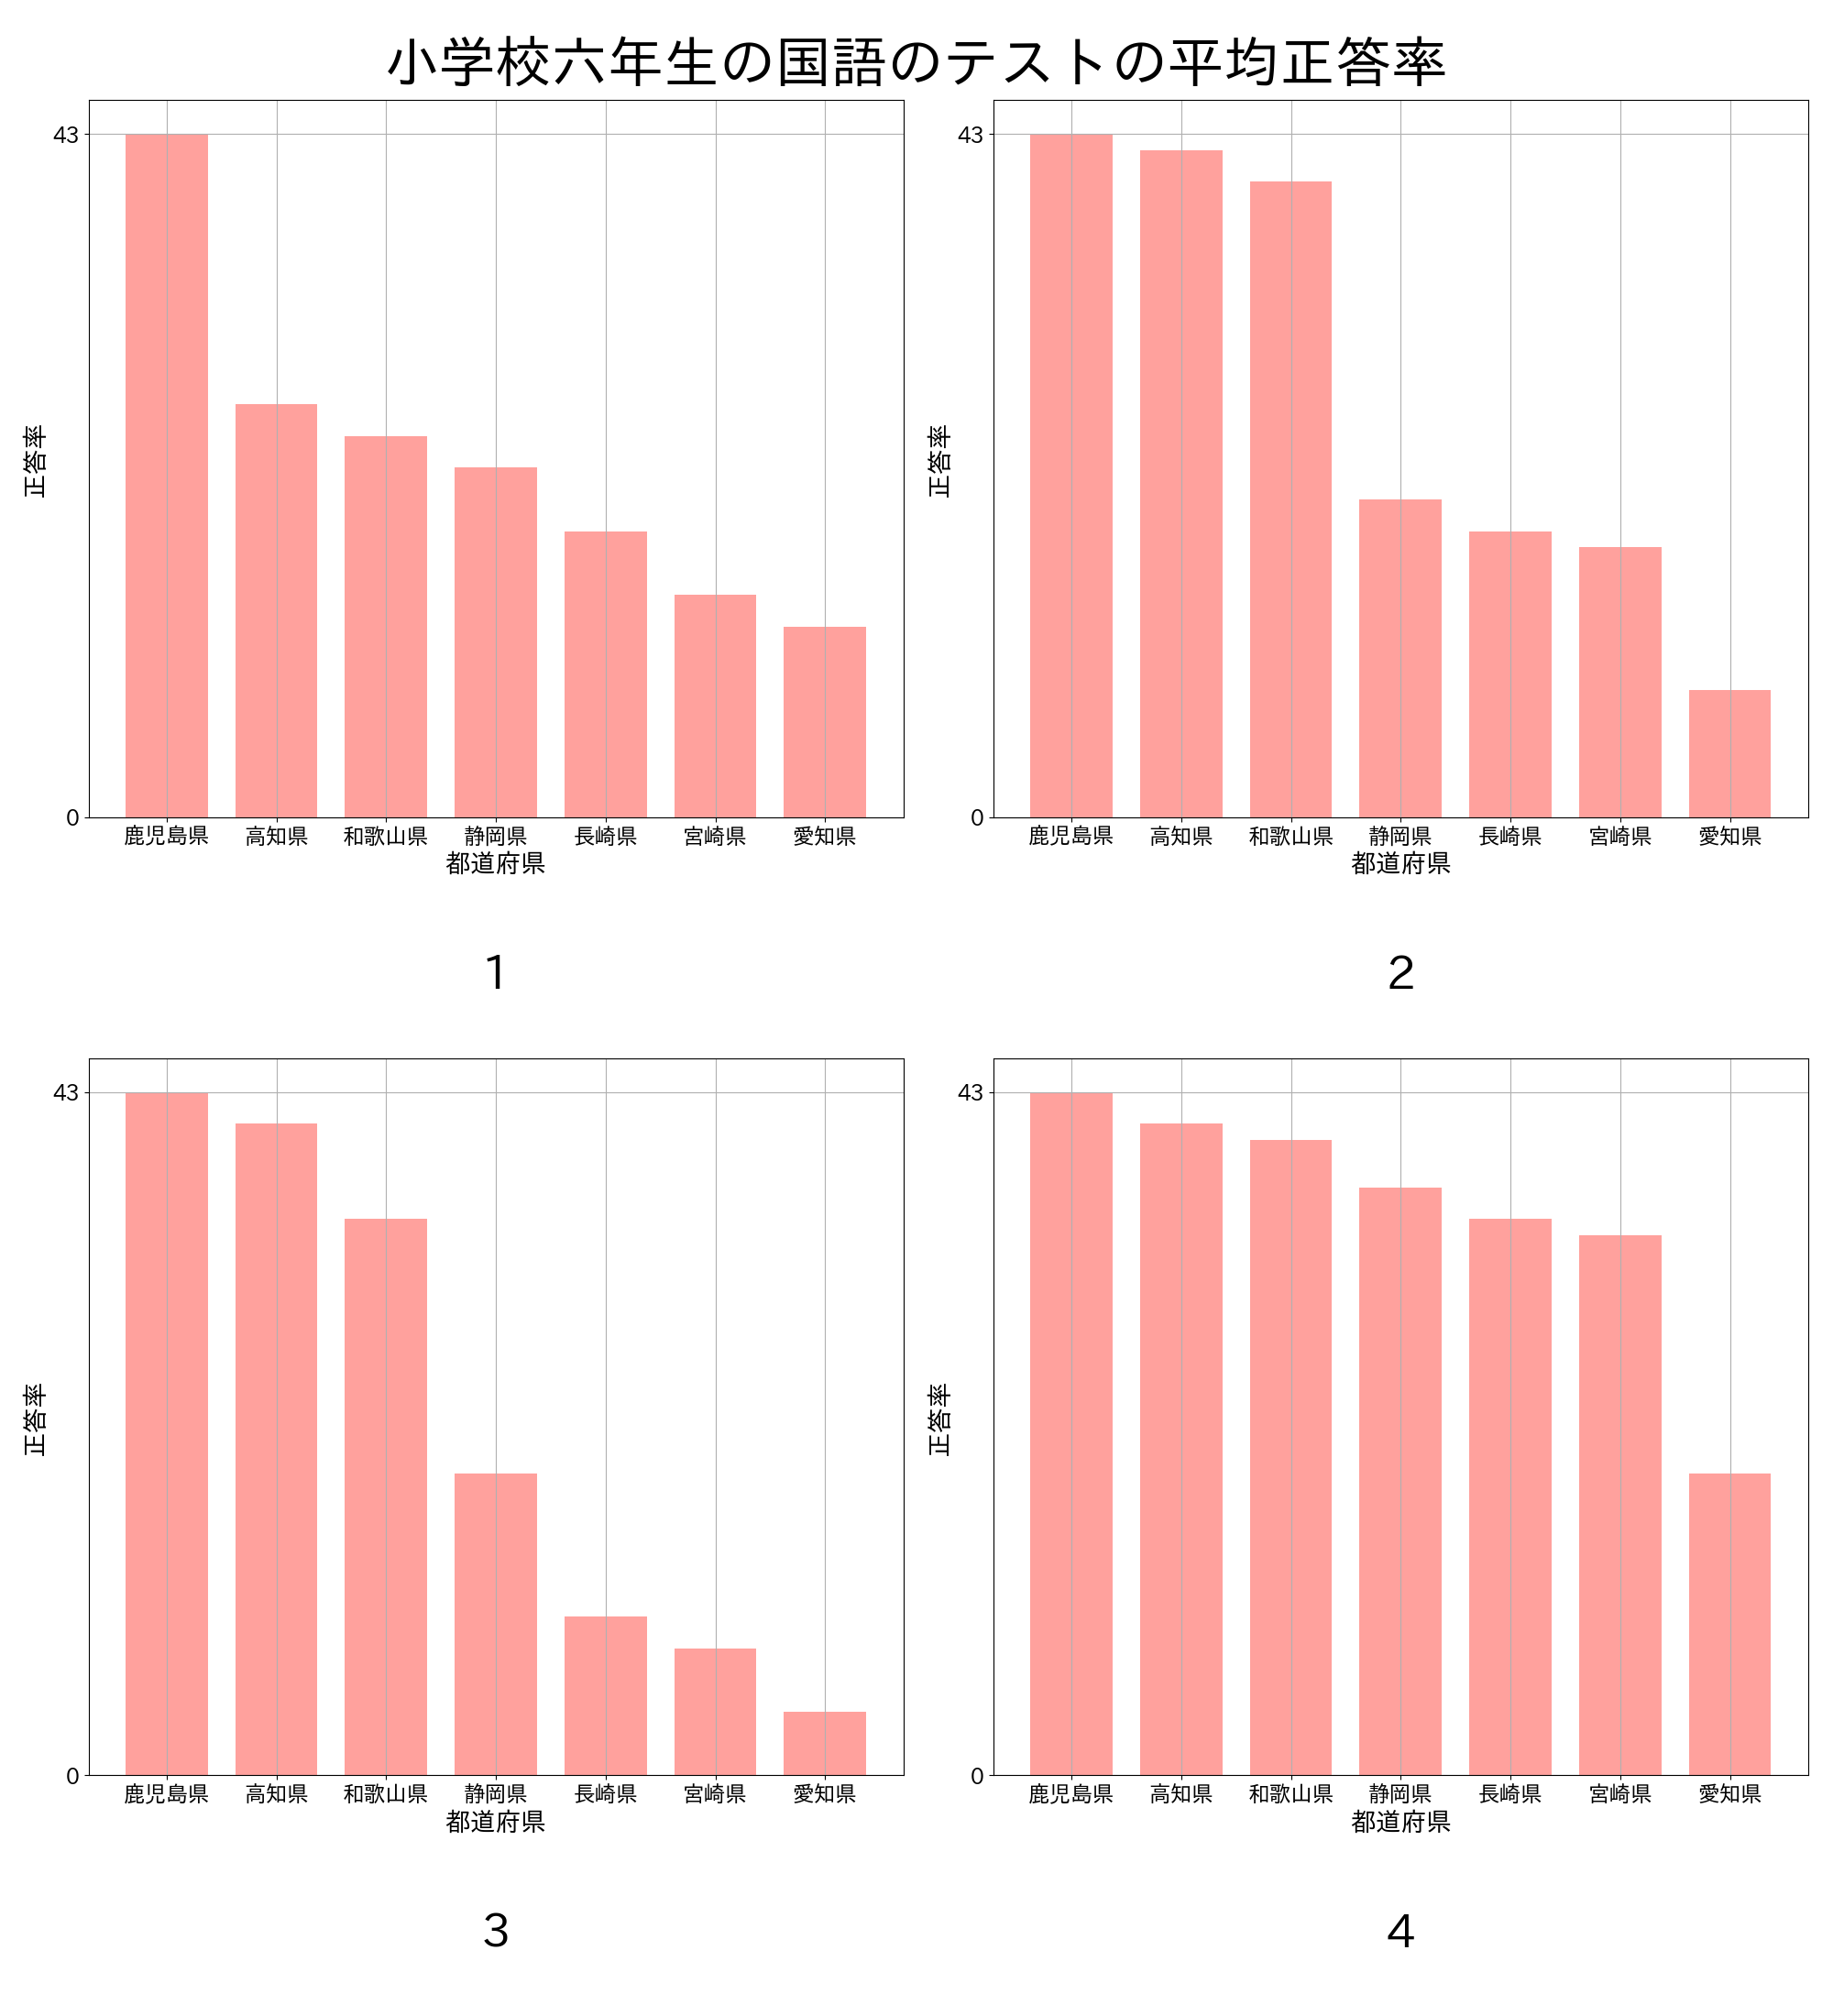 小学校六年生の国語のテストの平均正答率
43
正答率
0
鹿児島県 高知県 和歌山県 静岡県 長崎県 宮崎県 愛知県
都道府県
1
43
正答率
0
鹿児島県 高知県 和歌山県 静岡県 長崎県 宮崎県 愛知県
都道府県
2
43
正答率
0
鹿児島県 高知県 和歌山県 静岡県 長崎県 宮崎県 愛知県
都道府県
3
43
正答率
0
鹿児島県 高知県 和歌山県 静岡県 長崎県 宮崎県 愛知県
都道府県
4